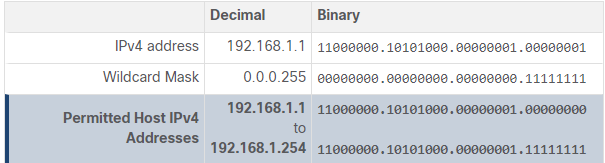 Decimal Binary
IPv4 address 192.168.1.1 11000000.10101000.00000001.00000001
Wildcard Mask 0.0.0.255 00000000.00000000.00000000.11111111
Permitted Host IPv4 Addresses 192.168.1.1 11000000.10101000.00000001.00000000
to
192.168.1.254 11000000.10101000.00000001.11111111